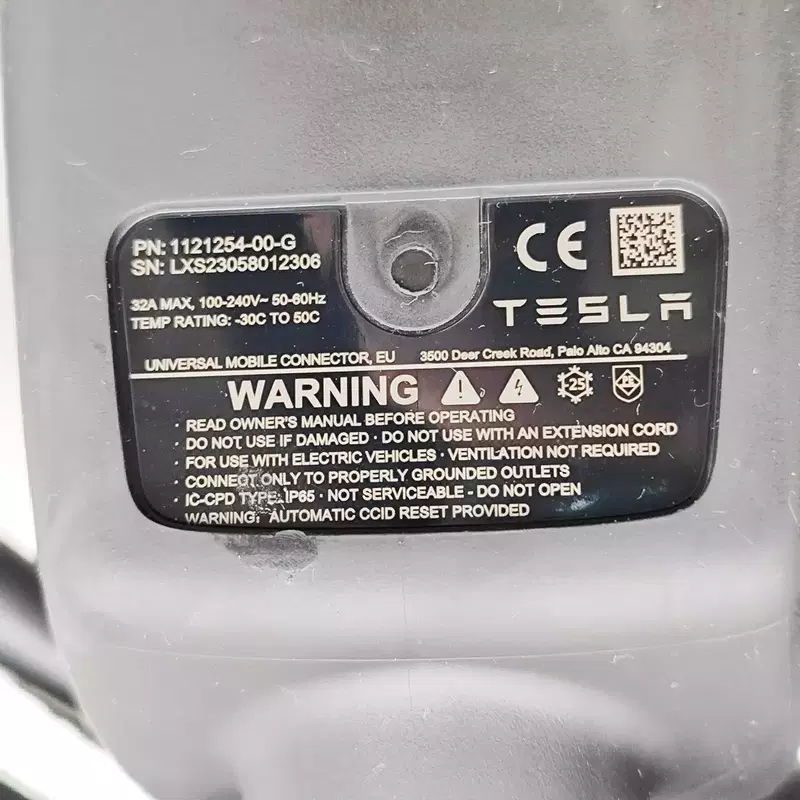 PN: 1121254-00-G
SN: LXS23058012306
32A MAX, 100-240V~ 50-60Hz
TEMP RATING: -30C TO 50C
CE
TESLA
UNIVERSAL MOBILE CONNECTOR, EU 3500 Deer Creek Road, Palo Alto CA 94304
WARNING -25
· READ OWNER'S MANUAL BEFORE OPERATING
· DO NOT USE IF DAMAGED · DO NOT USE WITH AN EXTENSION CORD
· FOR USE WITH ELECTRIC VEHICLES · VENTILATION NOT REQUIRED
· CONNECT ONLY TO PROPERLY GROUNDED OUTLETS
· IC-CPD TYPE: IP65 · NOT SERVICEABLE - DO NOT OPEN
WARNING: AUTOMATIC CCID RESET PROVIDED